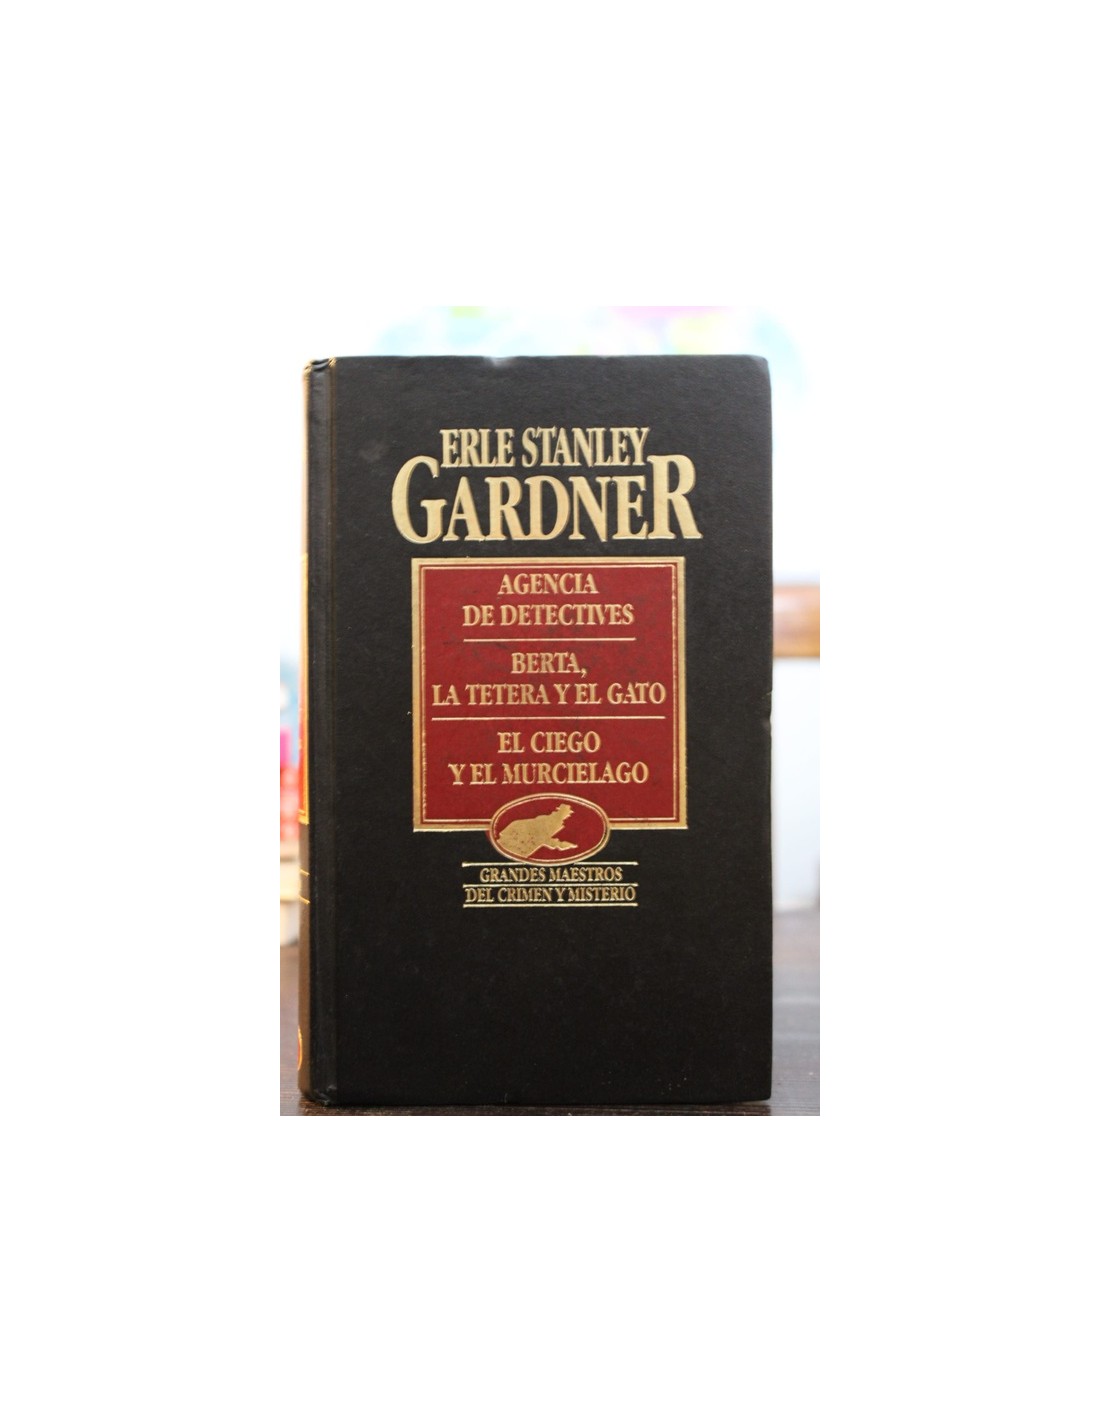 ERLE STANLEY
GARDNER
AGENCIA
DE DETECTIVES
BERTA,
LA TETERA Y EL GATO
EL CIEGO
Y EL MURCIELAGO
GRANDES MAESTROS
DEL CRIMEN Y MISTERIO